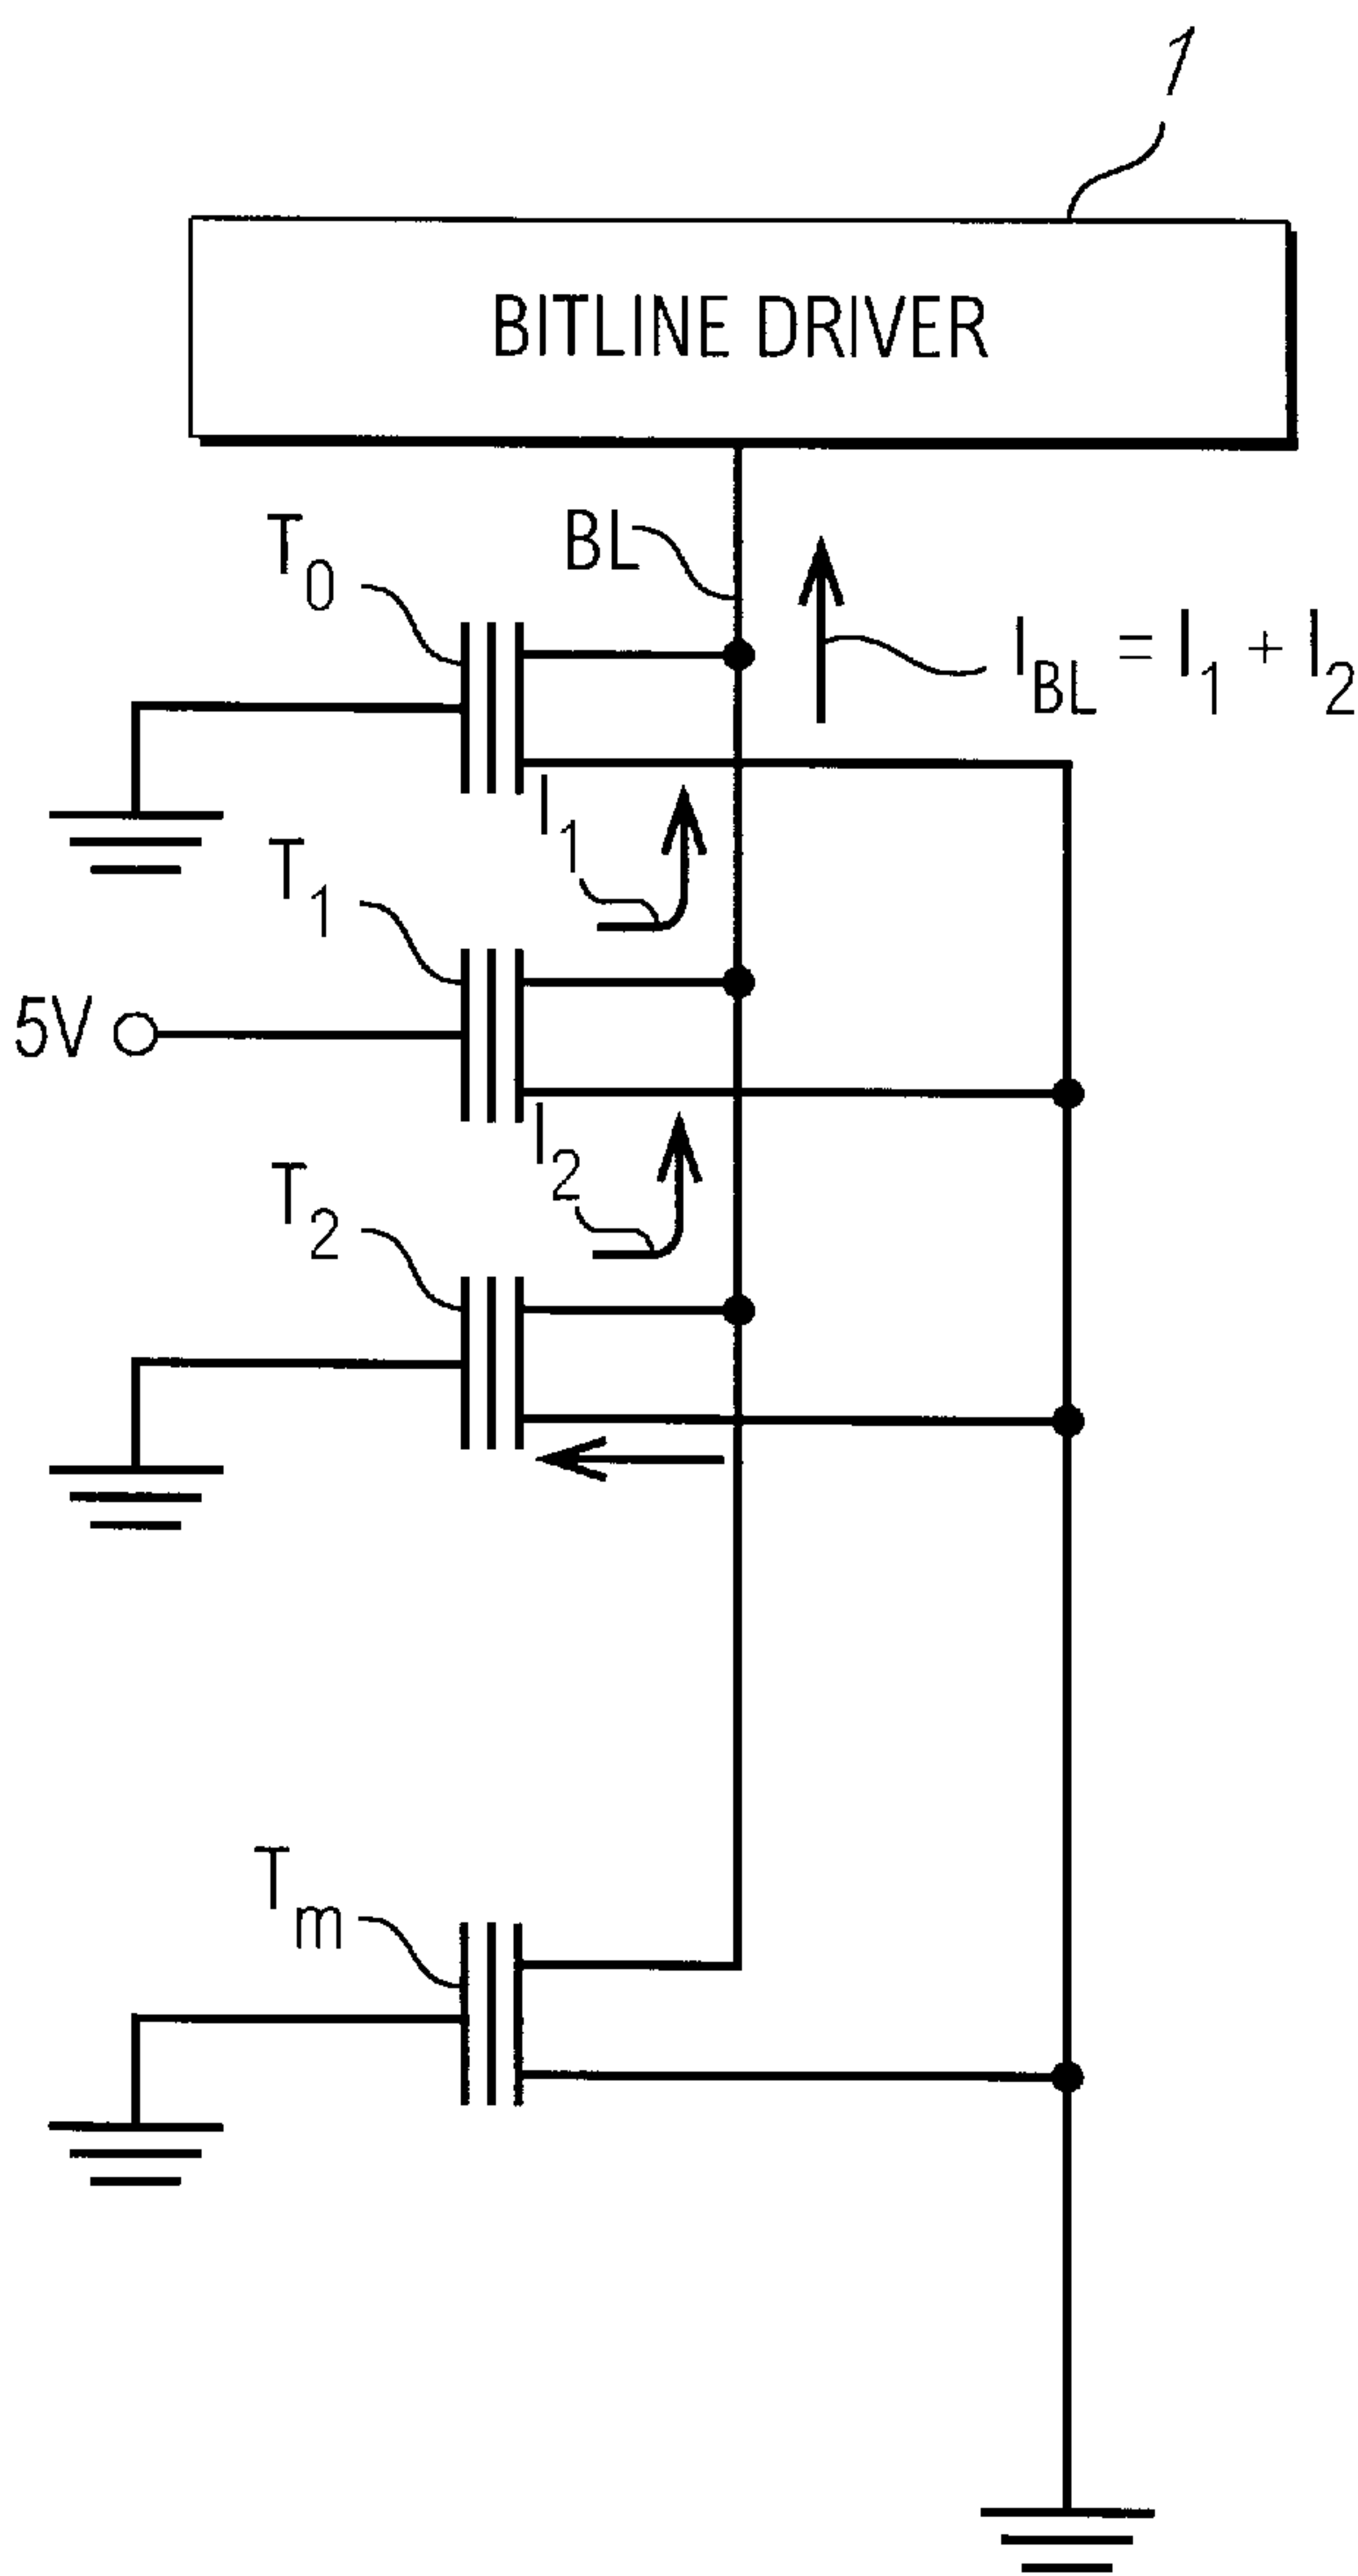 1
BITLINE DRIVER
T0
BL
IBL = I1 + I2
I1
T1
5V
I2
T2
Tm